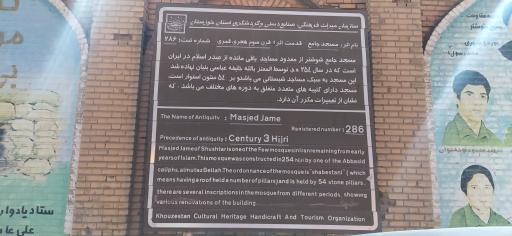 سازمان میراث فرهنگی، صنایع دستی و گردشگری استان خوزستان
نام اثر: مسجد جامع قدمت اثر: قرن سوم هجری قمری شماره ثبت: ۲۸۶
مسجد جامع شوشتر از معدود مساجد باقی مانده از صدر اسلام در ایران
است که در سال ۲۵۴ ه.ق توسط المعتز بالله خلیفه عباسی بنیان نهاده شد
این مسجد به سبک مساجد شبستانی می باشد و بر ۵۴ ستون استوار است.
مسجد دارای کتیبه های متعدد متعلق به دوره های مختلف می باشد ، که
نشان از تعمیرات مکرر آن دارد.
The Name of Antiquity : Masjed Jame
Registered number : 286
Precedence of antiquity : Century 3 Hijri
Masjed Jame of Shushtar is one of the Few mosques in Iran remaining from early
years of Islam. This mosque was constructed in 254 hijri by one of the Abbasid
caliphs, almutaz Bellah. The ordonnance of the mosque is "shabestani" ( which
means having a roof held a number of pillars ) and is held by 54 stone pillars.
there are several inscriptions in the mosque from different periods, showing
various renovations of the building
Khouzestan Cultural Heritage Handicraft And Tourism Organization
ستاد یادوار